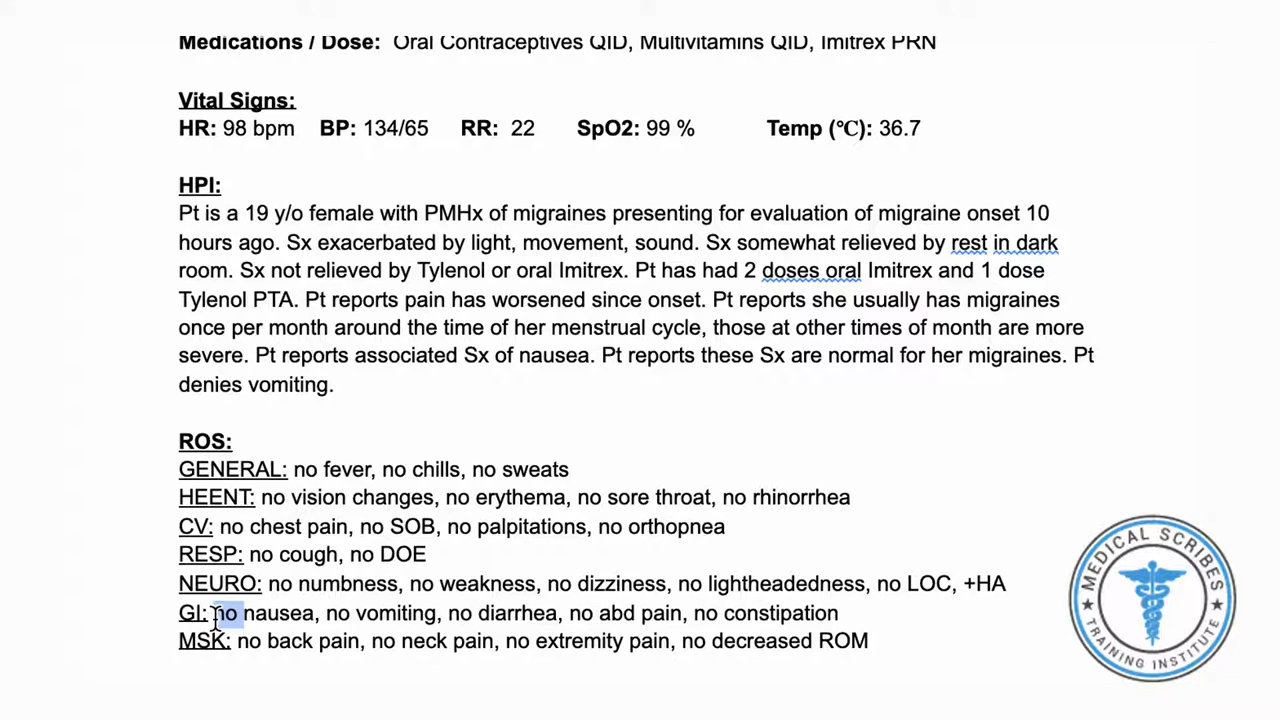 Medications / Dose: Oral Contraceptives QID, Multivitamins QID, Imitrex PRN
Vital Signs:
HR: 98 bpm BP: 134/65 RR: 22 SpO2: 99 % Temp (℃): 36.7
HPI:
Pt is a 19 y/o female with PMHx of migraines presenting for evaluation of migraine onset 10
hours ago. Sx exacerbated by light, movement, sound. Sx somewhat relieved by rest in dark
room. Sx not relieved by Tylenol or oral Imitrex. Pt has had 2 doses oral Imitrex and 1 dose
Tylenol PTA. Pt reports pain has worsened since onset. Pt reports she usually has migraines
once per month around the time of her menstrual cycle, those at other times of month are more
severe. Pt reports associated Sx of nausea. Pt reports these Sx are normal for her migraines. Pt
denies vomiting.
ROS:
GENERAL: no fever, no chills, no sweats
HEENT: no vision changes, no erythema, no sore throat, no rhinorrhea
CV: no chest pain, no SOB, no palpitations, no orthopnea
RESP: no cough, no DOE
NEURO: no numbness, no weakness, no dizziness, no lightheadedness, no LOC, +HA
GI: no nausea, no vomiting, no diarrhea, no abd pain, no constipation
MSK: no back pain, no neck pain, no extremity pain, no decreased ROM
MEDICAL SCRIBES
TRAINING INSTITUTE